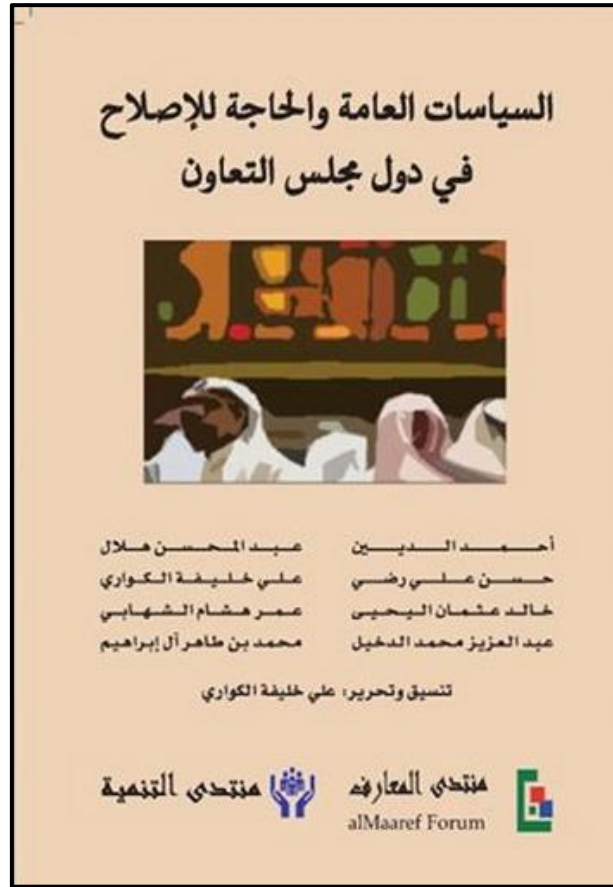 السياسات العامة والحاجة للإصلاح
في دول مجلس التعاون
أحمد الديين
عبد المحسن هلال
حسن علي رضي
علي خليفة الكواري
خالد عثمان اليحيى
عمر هشام الشهابي
عبد العزيز محمد الدخيل
محمد بن طاهر آل إبراهيم
تنسيق وتحرير: علي خليفة الكواري
منتدى المعارف
alMaaref Forum
منتدى التنمية